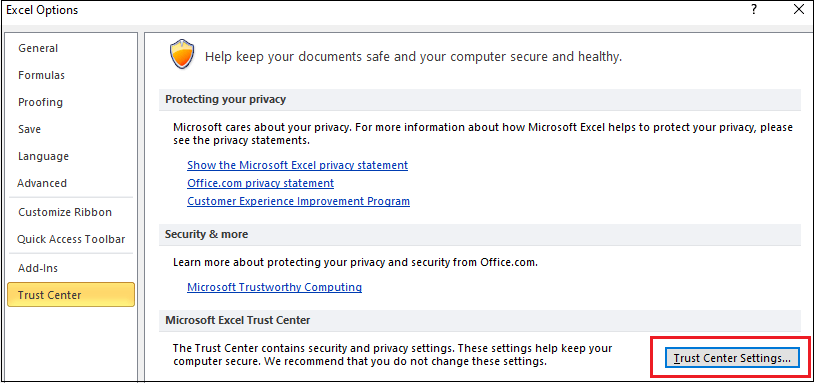 Excel Options
?
General
Formulas
Proofing
Save
Language
Advanced
Customize Ribbon
Quick Access Toolbar
Add-Ins
Trust Center
Help keep your documents safe and your computer secure and healthy.
Protecting your privacy
Microsoft cares about your privacy. For more information about how Microsoft Excel helps to protect your privacy, please
see the privacy statements.
Show the Microsoft Excel privacy statement
Office.com privacy statement
Customer Experience Improvement Program
Security & more
Learn more about protecting your privacy and security from Office.com.
Microsoft Trustworthy Computing
Microsoft Excel Trust Center
The Trust Center contains security and privacy settings. These settings help keep your
computer secure. We recommend that you do not change these settings.
Trust Center Settings...